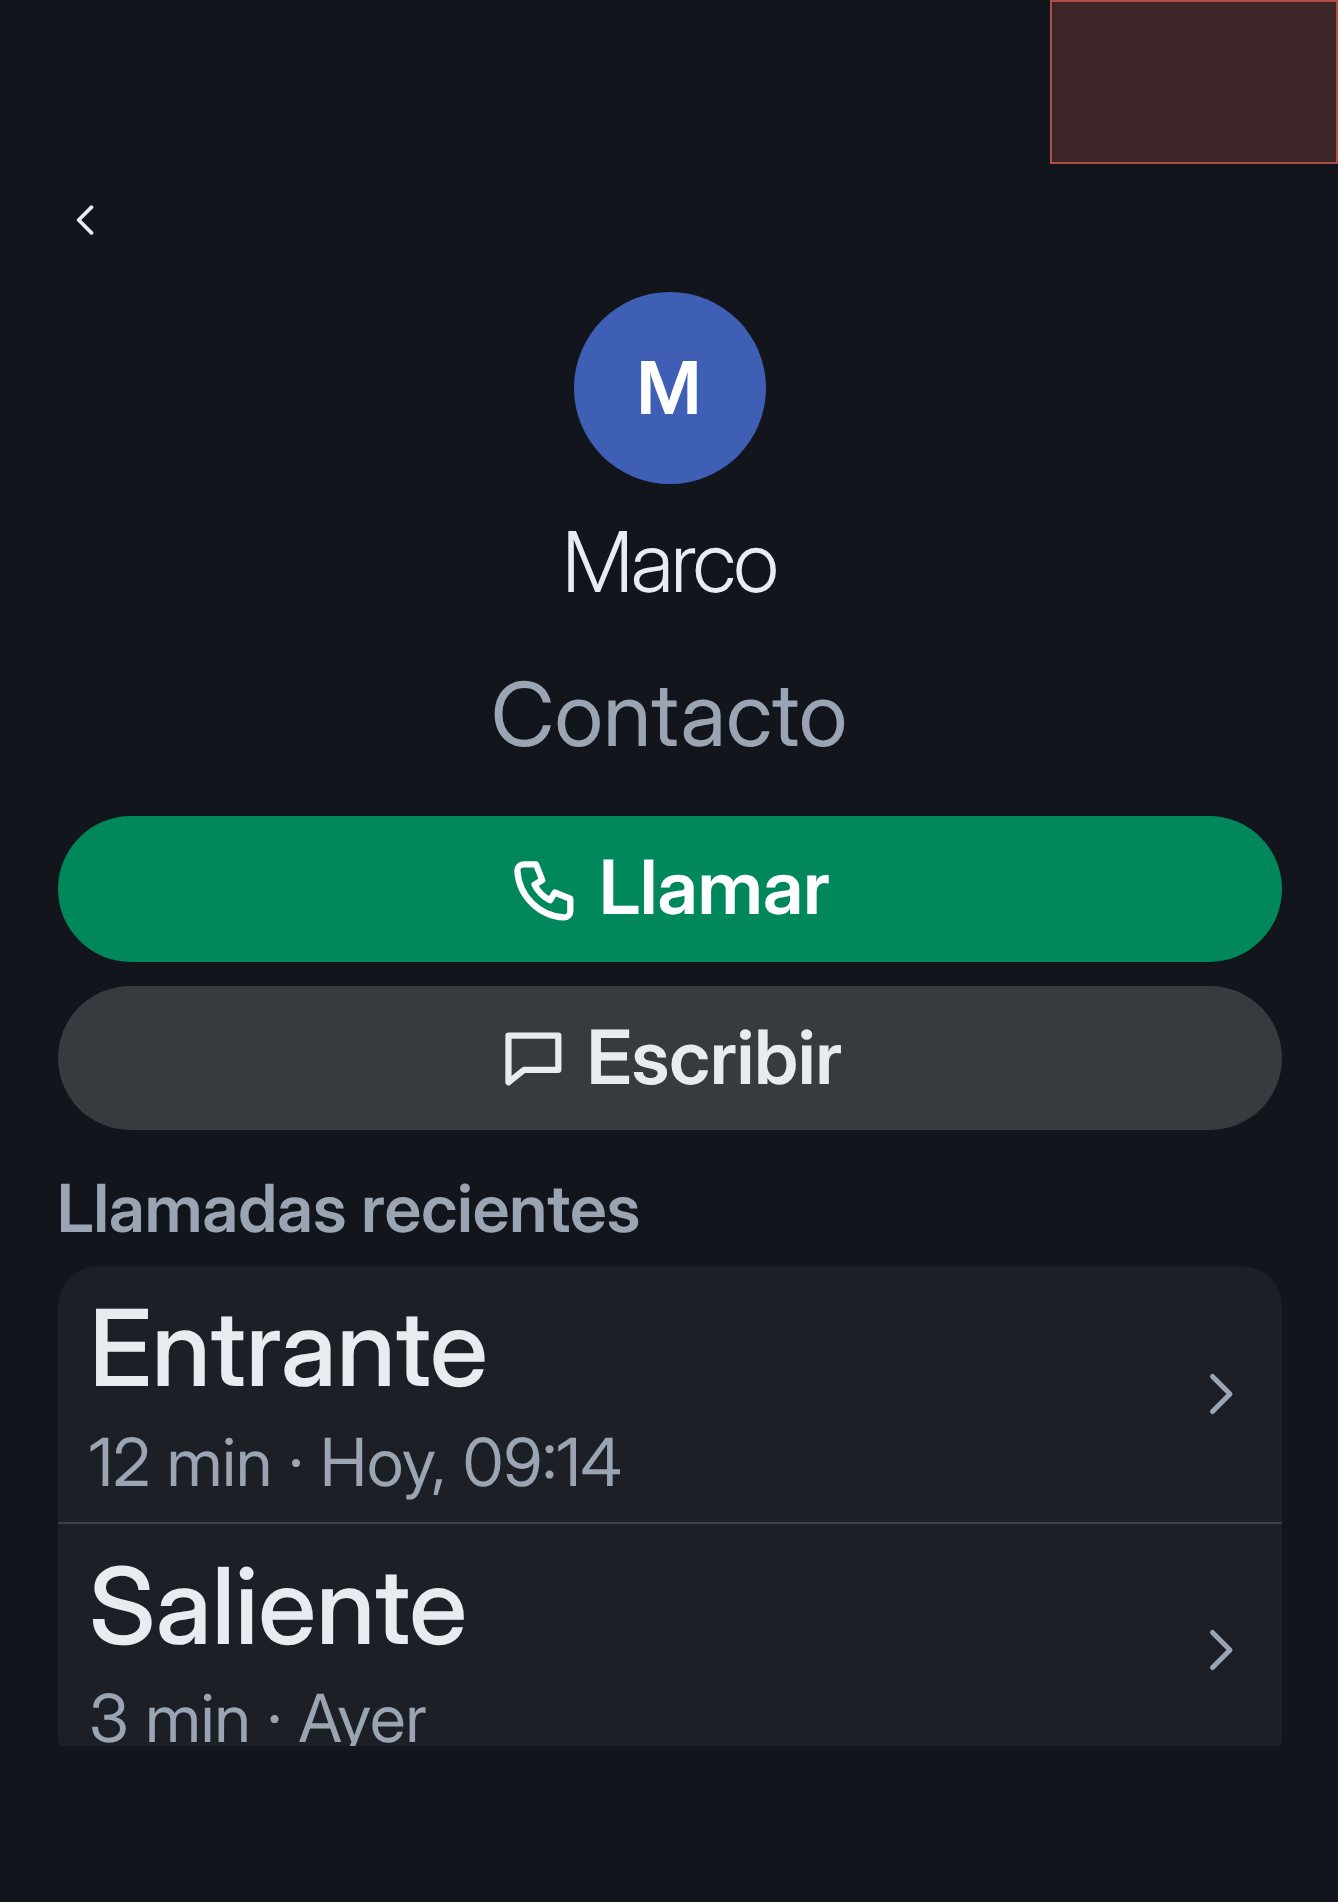 M
Marco
Contacto
Llamar
Escribir
Llamadas recientes
Entrante
12 min · Hoy, 09:14
Saliente
3 min · Ayer